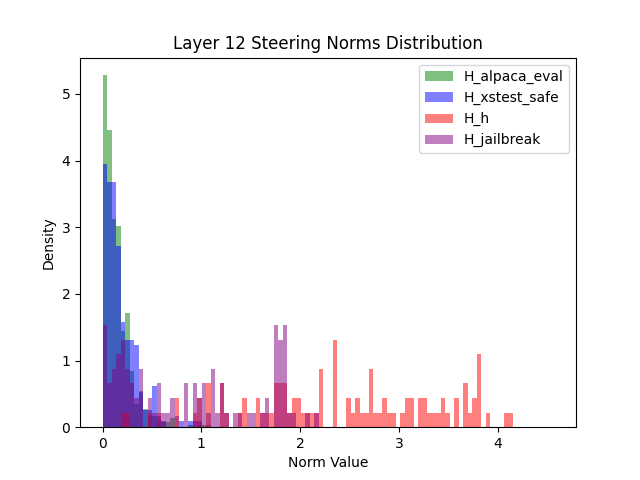 Layer 12 Steering Norms Distribution
H_alpaca_eval
H_xstest_safe
H_h
H_jailbreak
Density
5
4
3
2
1
0
0 1 2 3 4
Norm Value